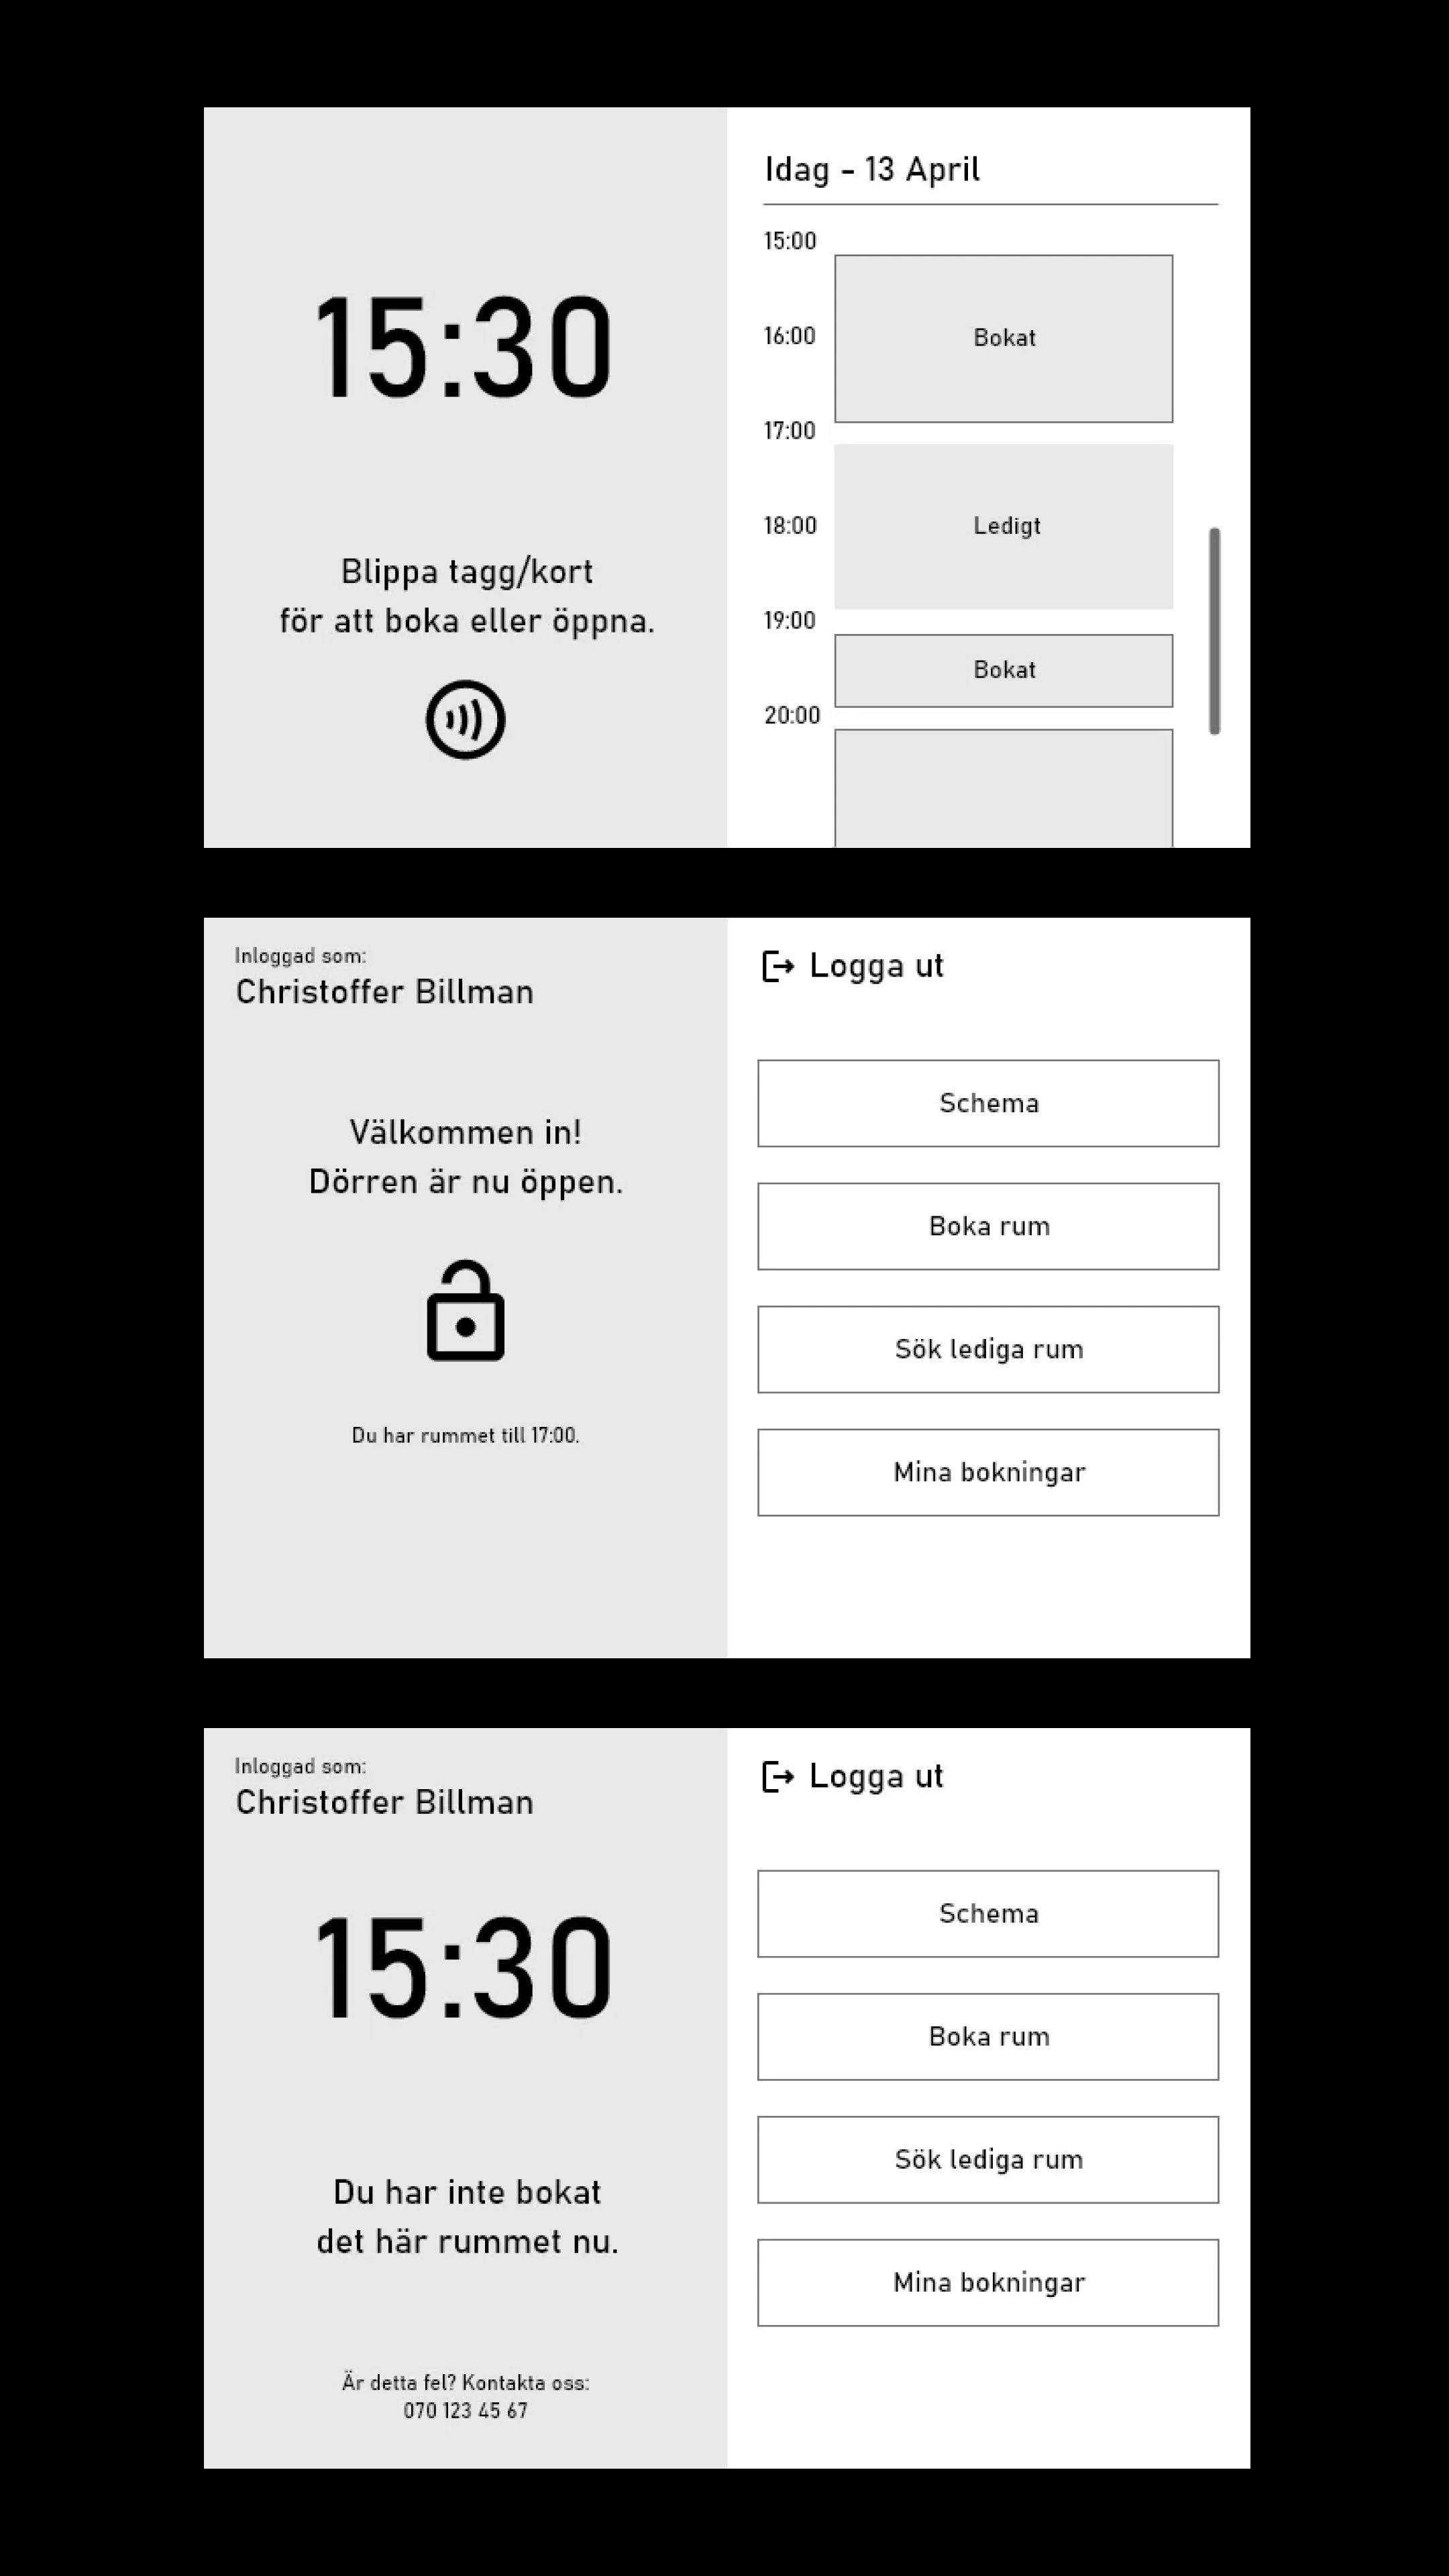 15:30
Blippa tagg/kort
för att boka eller öppna.
Idag - 13 April
15:00
Bokat
16:00
17:00
Ledigt
18:00
19:00
Bokat
20:00
Inloggad som:
Christoffer Billman
Välkommen in!
Dörren är nu öppen.
Du har rummet till 17:00.
Logga ut
Schema
Boka rum
Sök lediga rum
Mina bokningar
Inloggad som:
Christoffer Billman
15:30
Du har inte bokat
det här rummet nu.
Är detta fel? Kontakta oss:
070 123 45 67
Logga ut
Schema
Boka rum
Sök lediga rum
Mina bokningar